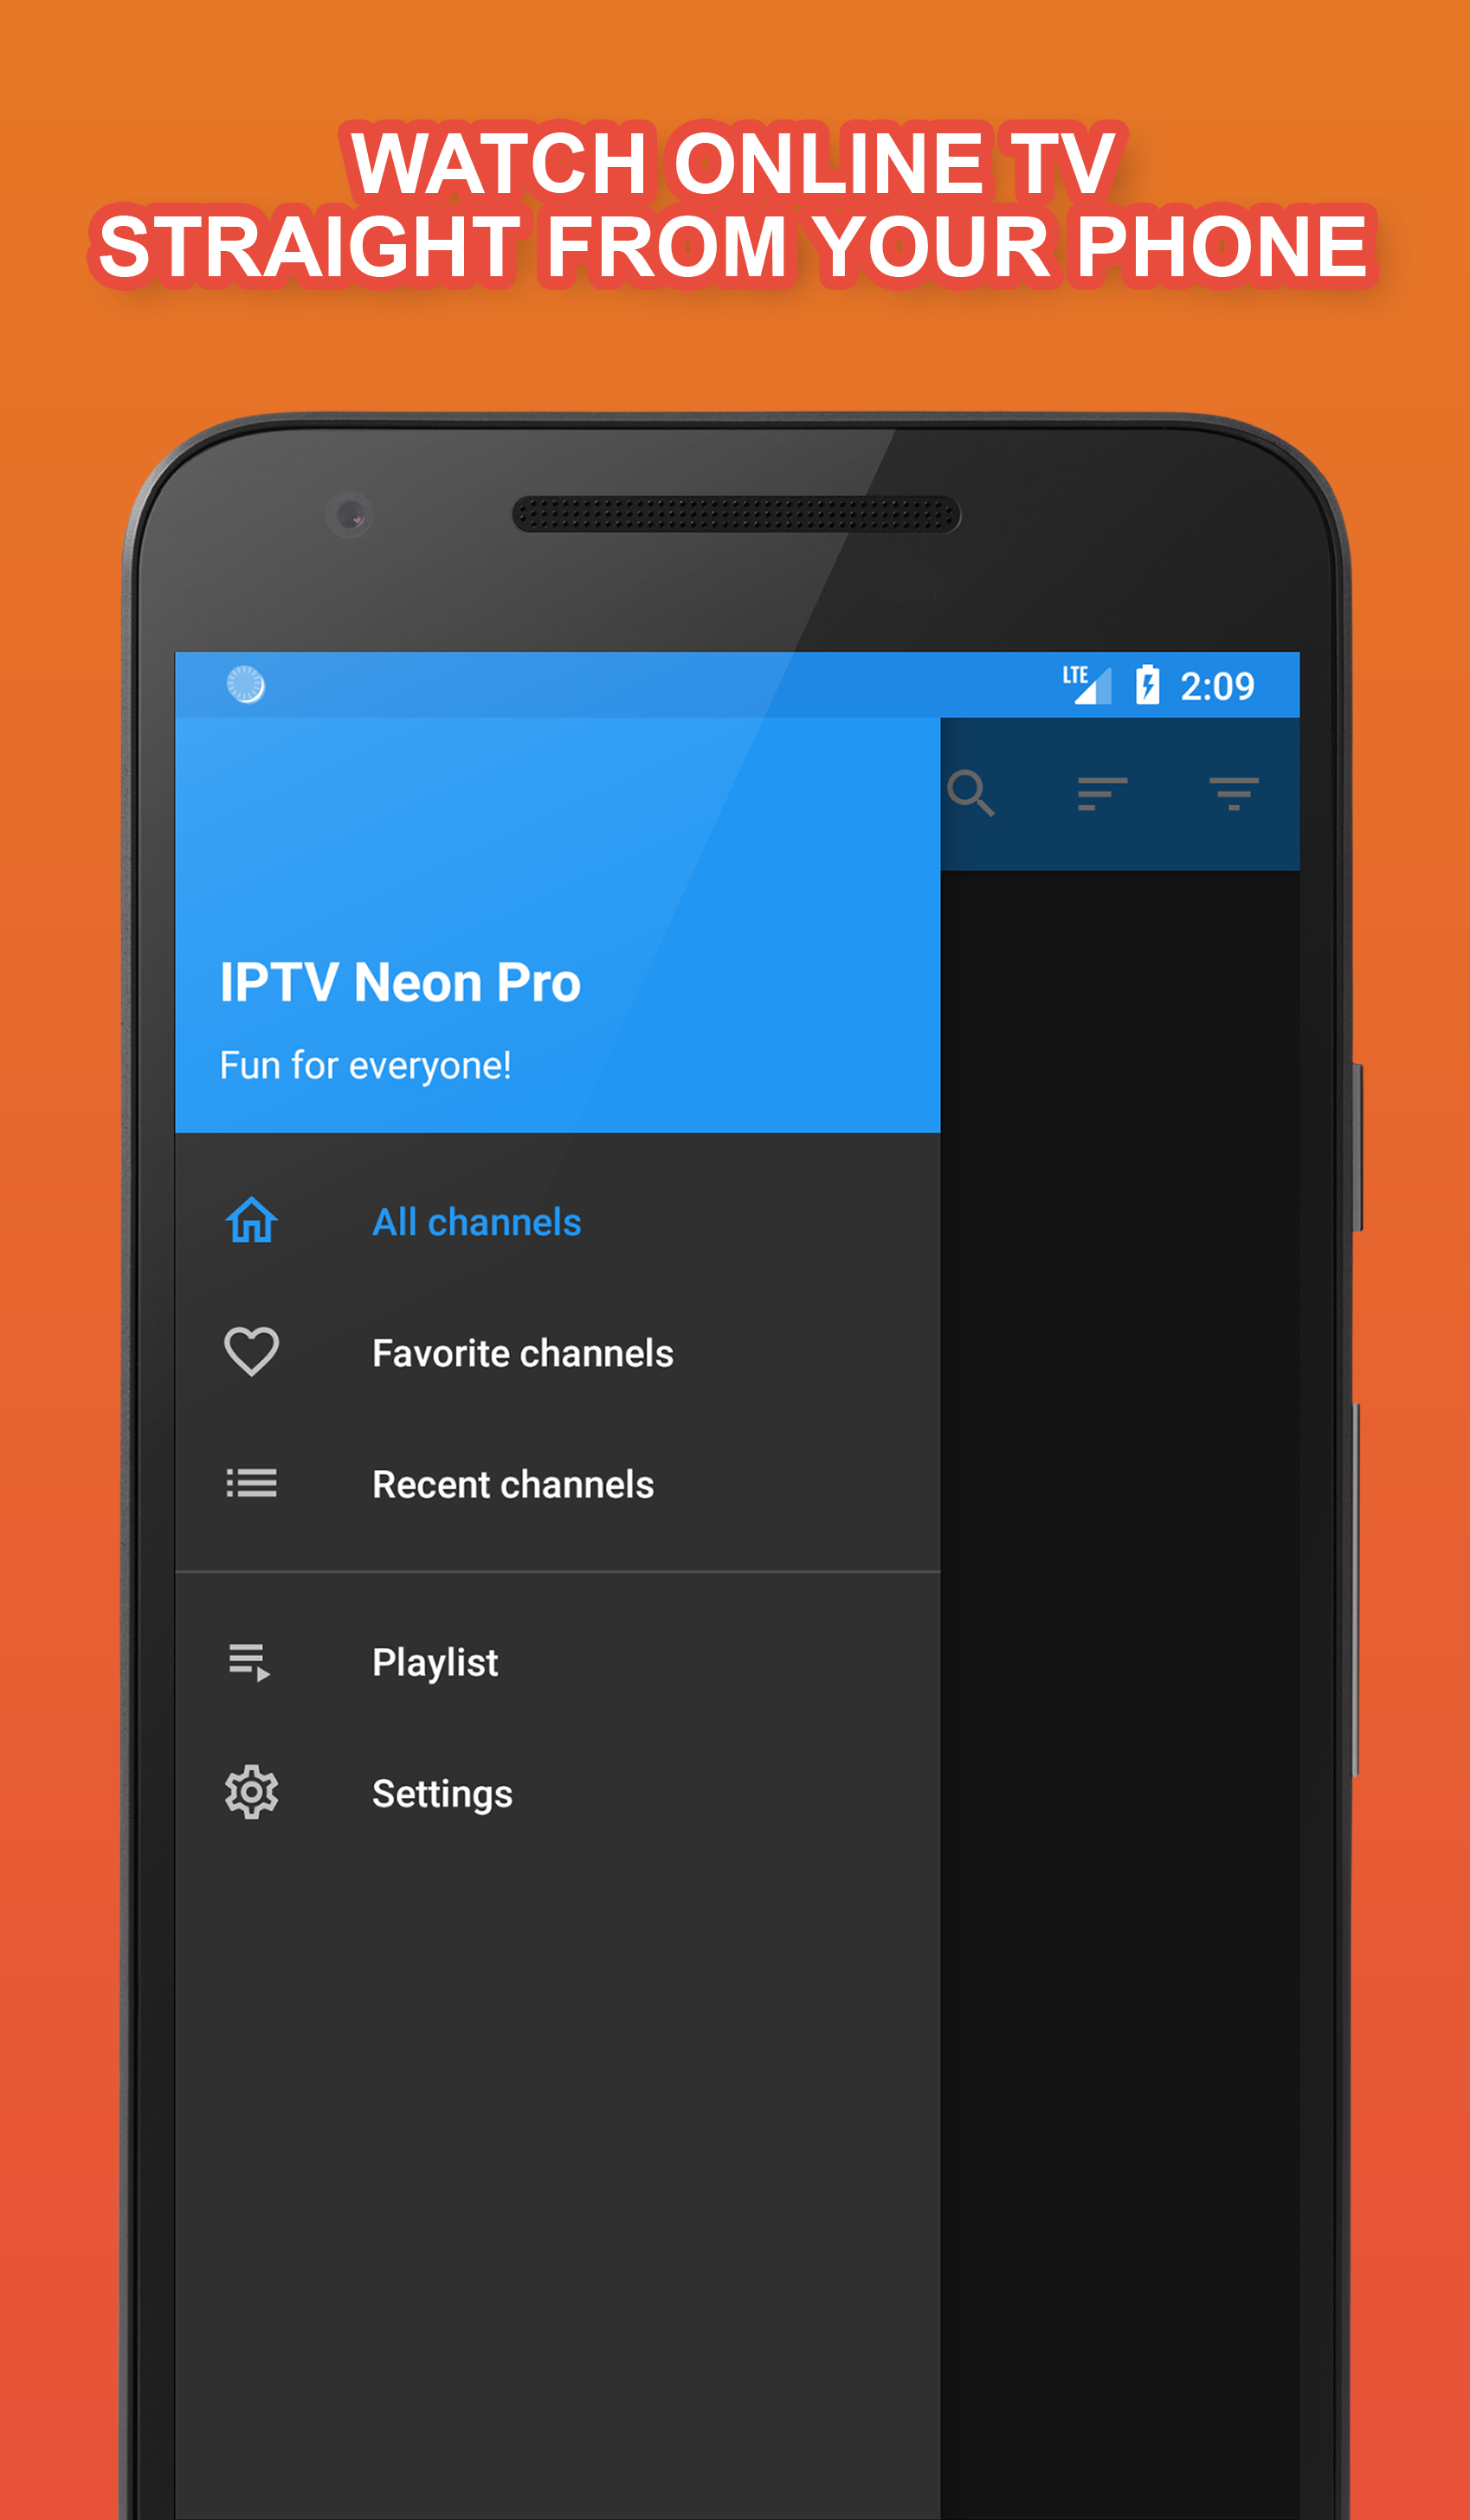 WATCH ONLINE TV
STRAIGHT FROM YOUR PHONE
LTE 2:09
IPTV Neon Pro
Fun for everyone!
All channels
Favorite channels
Recent channels
Playlist
Settings